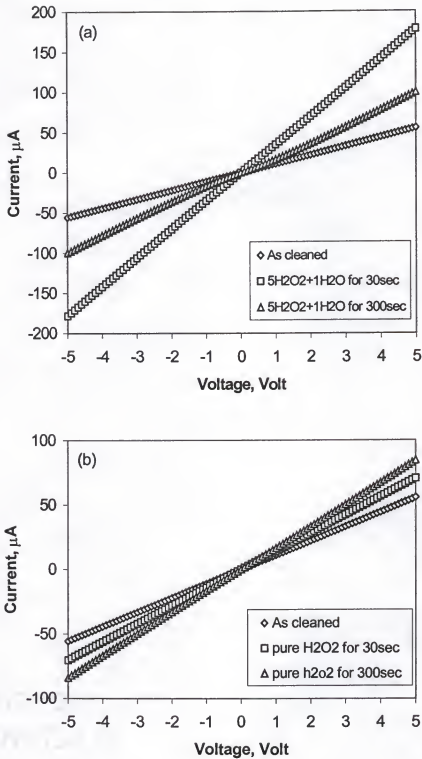 (a)
Current, μA
200
150
100
50
0
-50
-100
-150
-200
◇ As cleaned
□ 5H2O2+1H2O for 30sec
△ 5H2O2+1H2O for 300sec
-5 -4 -3 -2 -1 0 1 2 3 4 5
Voltage, Volt
(b)
Current, μA
100
50
0
-50
-100
◇ As cleaned
□ pure H2O2 for 30sec
△ pure h2o2 for 300sec
-5 -4 -3 -2 -1 0 1 2 3 4 5
Voltage, Volt